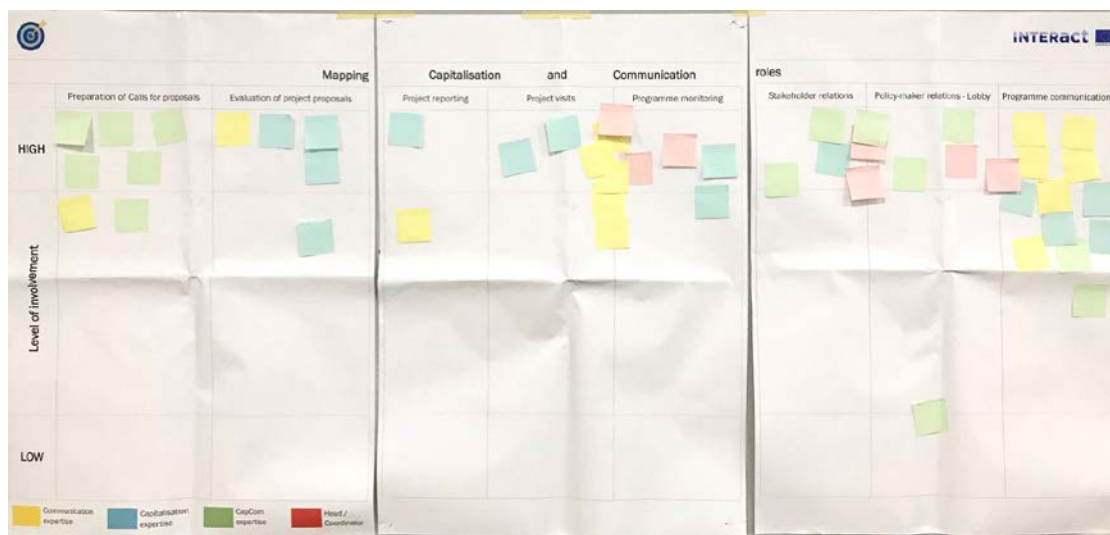 INTERact
Mapping Capitalisation and Communication roles
Preparation of Calls for proposals
Evaluation of project proposals
Project reporting
Project visits
Programme monitoring
Stakeholder relations
Policy-maker relations - Lobby
Programme communication
HIGH
Level of involvement
LOW
Communication
expertise
Capitalisation
expertise
CapCom
expertise
Head /
Coordinator